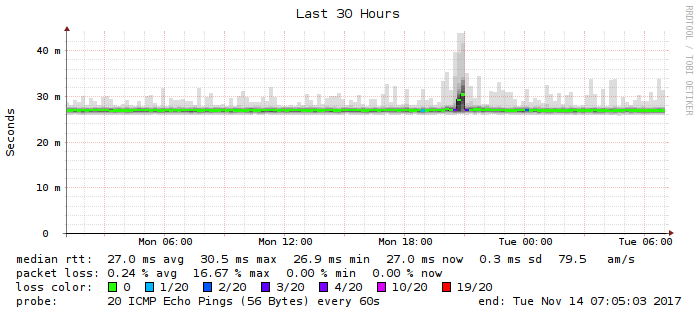 Last 30 Hours
RRDTOOL / TOBI OETIKER
Seconds
40 m
30 m
20 m
10 m
0
Mon 06:00 Mon 12:00 Mon 18:00 Tue 00:00 Tue 06:00
median rtt: 27.0 ms avg 30.5 ms max 26.9 ms min 27.0 ms now 0.3 ms sd 79.5 am/s
packet loss: 0.24 % avg 16.67 % max 0.00 % min 0.00 % now
loss color: 0 1/20 2/20 3/20 4/20 10/20 19/20
probe: 20 ICMP Echo Pings (56 Bytes) every 60s end: Tue Nov 14 07:05:03 2017